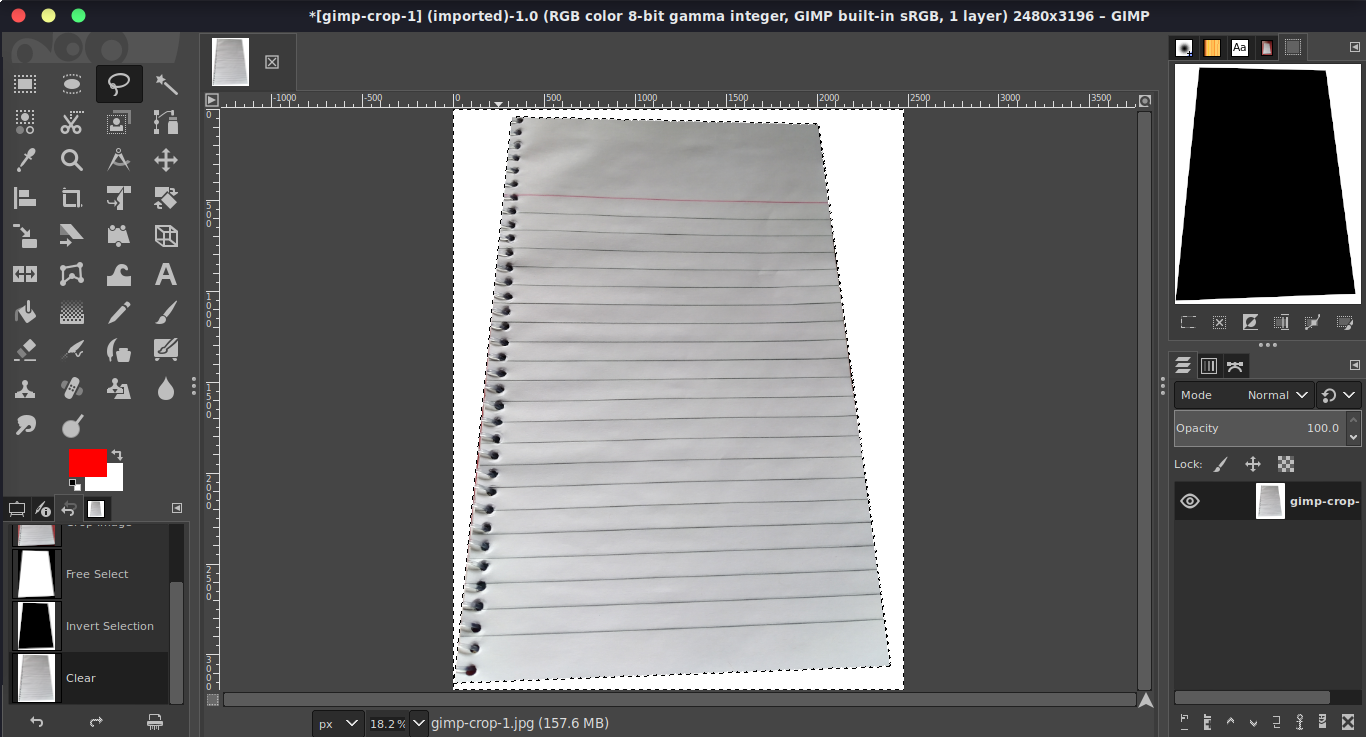 *[gimp-crop-1] (imported)-1.0 (RGB color 8-bit gamma integer, GIMP built-in sRGB, 1 layer) 2480x3196 – GIMP
Aa
-1000 -500 0 500 1000 1500 2000 2500 3000 3500
0
500
1000
1500
2000
2500
3000
A
Mode Normal
Opacity 100.0
Lock:
gimp-crop-
Crop Image
Free Select
Invert Selection
Clear
px 18.2 % gimp-crop-1.jpg (157.6 MB)